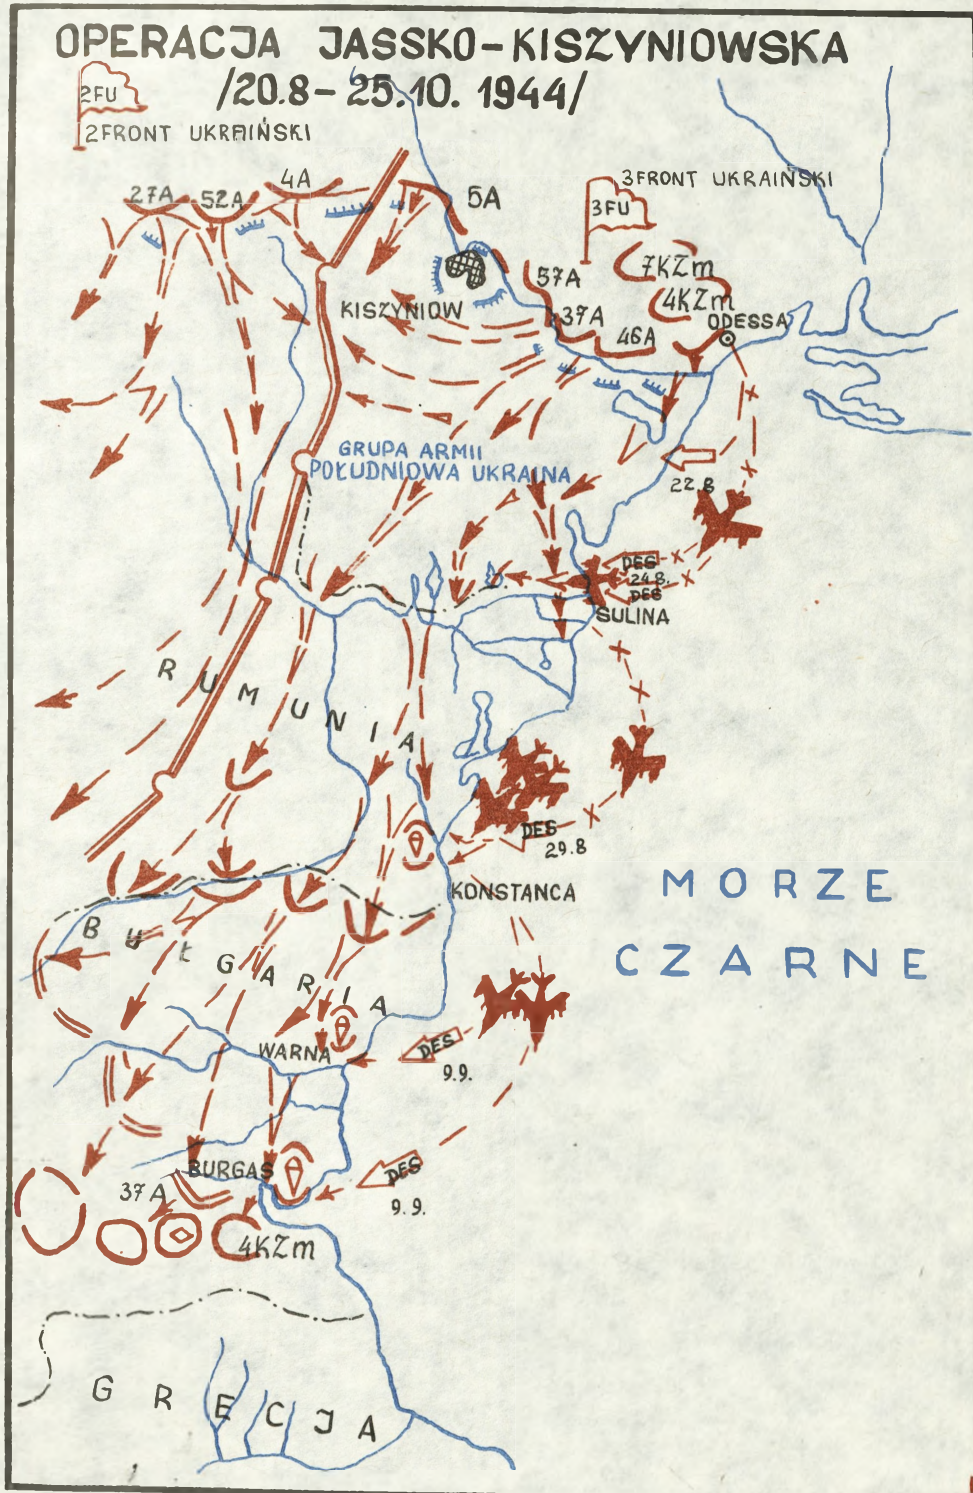 OPERACJA JASSKO-KISZYNIOWSKA
/20.8-25.10. 1944/
2FU
2FRONT UKRAIŃSKI
3FRONT UKRAIŃSKI
3FU
27A
52A
4A
5A
57A
37A
46A
7KZm
4KZm
ODESSA
KISZYNIOW
GRUPA ARMII
POŁUDNIOWA UKRAINA
22.8
DES
24.8.
DES
SULINA
RUMUNIA
DES
29.8
KONSTANCA
MORZE
CZARNE
BUŁGARIA
WARNA
DES
9.9.
BURGAS
DES
9.9.
37A
4KZm
GRECJA